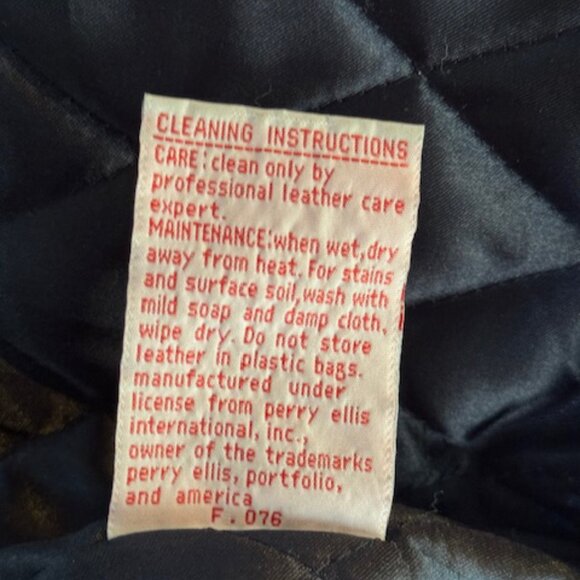 CLEANING INSTRUCTIONS
CARE: clean only by
professional leather care
expert.
MAINTENANCE: when wet, dry
away from heat. For stains
and surface soil, wash with
mild soap and damp cloth,
wipe dry. Do not store
leather in plastic bags.
manufactured under
license from perry ellis
international, inc.,
owner of the trademarks
perry ellis, portfolio,
and america
F. 076